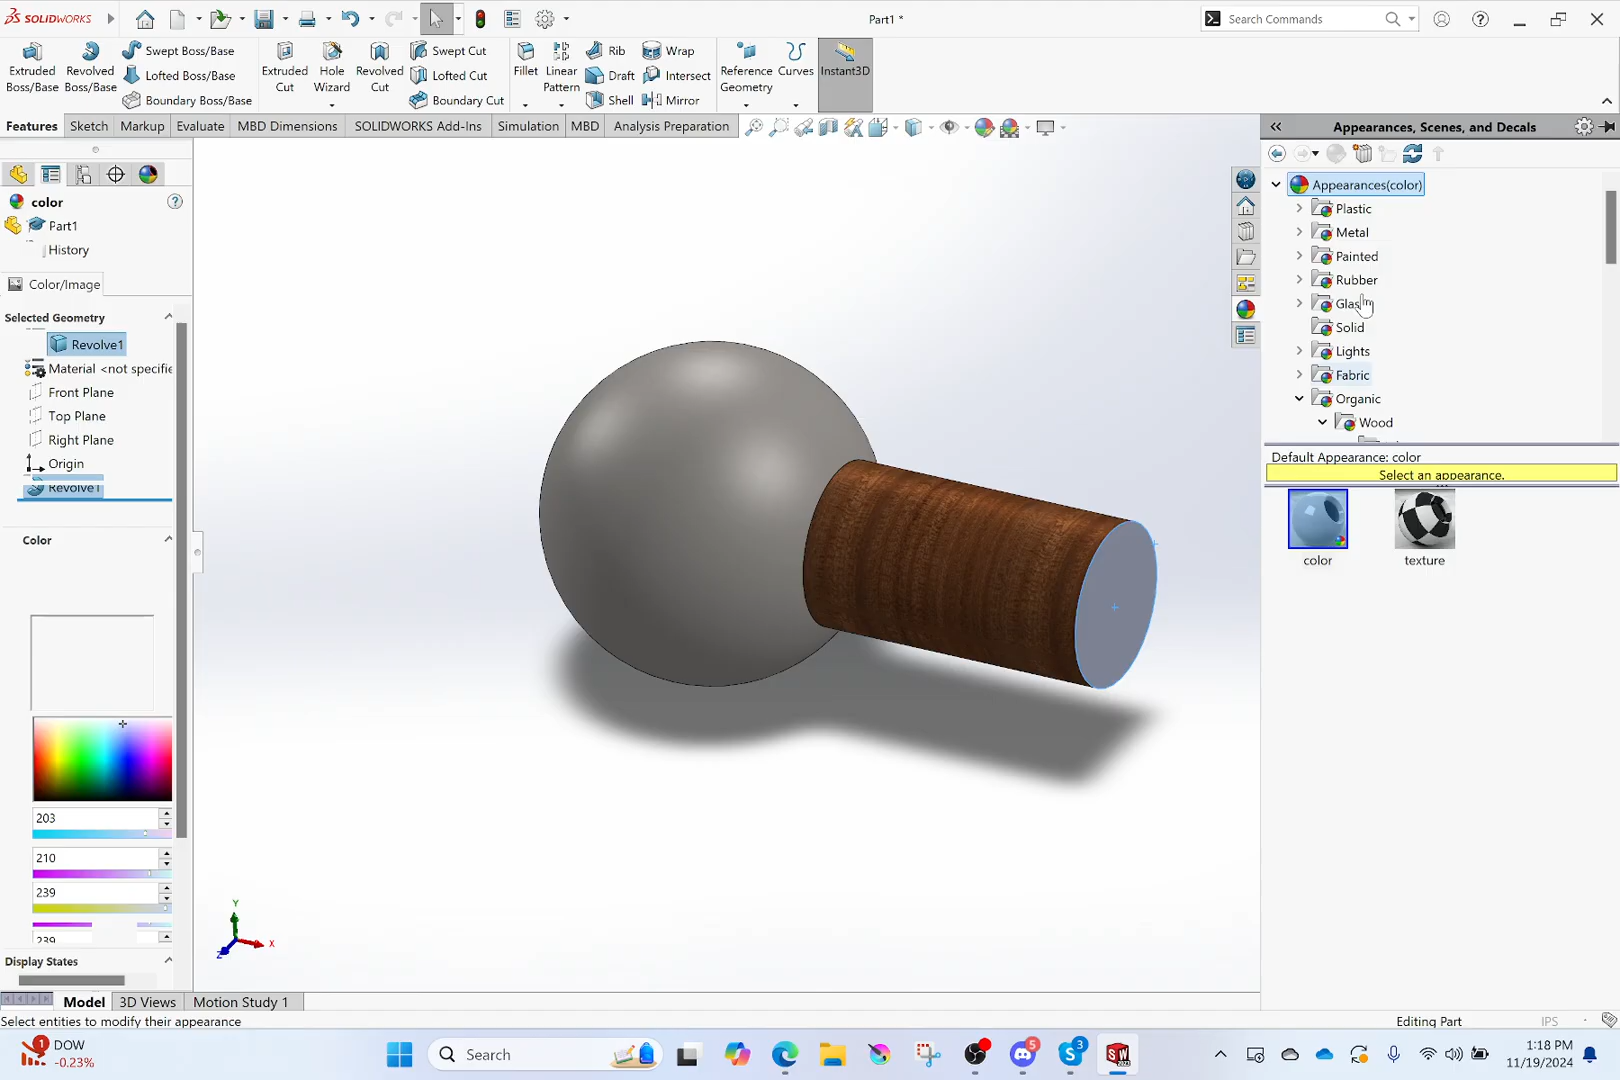 SOLIDWORKS
Part1 *
Search Commands
Extruded Boss/Base
Revolved Boss/Base
Swept Boss/Base
Lofted Boss/Base
Boundary Boss/Base
Extruded Cut
Hole Wizard
Revolved Cut
Swept Cut
Lofted Cut
Boundary Cut
Fillet
Linear Pattern
Rib
Draft
Shell
Wrap
Intersect
Mirror
Reference Geometry
Curves
Instant3D
Features
Sketch
Markup
Evaluate
MBD Dimensions
SOLIDWORKS Add-Ins
Simulation
MBD
Analysis Preparation
Appearances, Scenes, and Decals
color
Part1
History
Color/Image
Selected Geometry
Revolve1
Material <not specifie
Front Plane
Top Plane
Right Plane
Origin
Revolve1
Color
203
210
239
239
Display States
Appearances(color)
Plastic
Metal
Painted
Rubber
Glas
Solid
Lights
Fabric
Organic
Wood
Default Appearance: color
Select an appearance.
color
texture
Y
X
Z
Model
3D Views
Motion Study 1
Select entities to modify their appearance
Editing Part
IPS
1
DOW
-0.23%
Search
5
3
SW
1:18 PM
11/19/2024